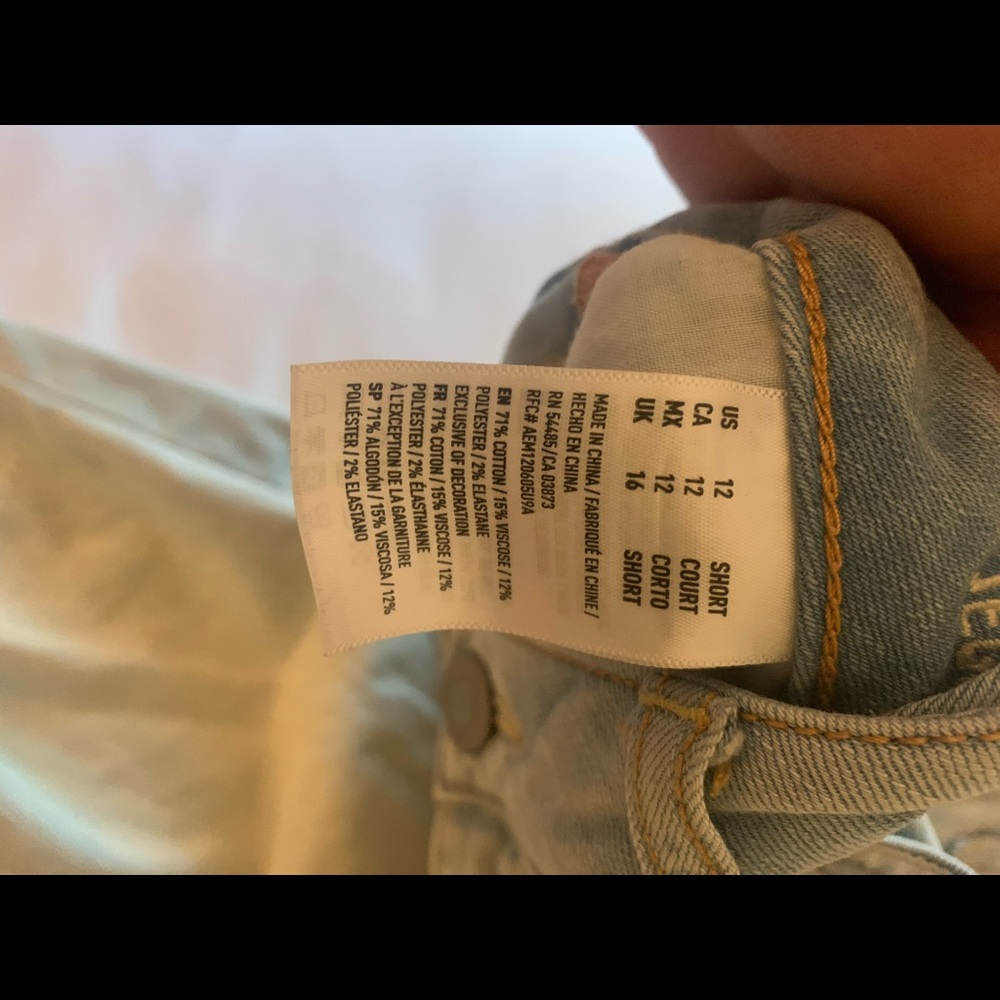 US 12 SHORT
CA 12 COURT
MX 12 CORTO
UK 16 SHORT
MADE IN CHINA / FABRIQUÉ EN CHINE /
HECHO EN CHINA
RN 54485/CA 03873
RFC# AEM120605U9A
EN 71% COTTON / 15% VISCOSE / 12%
POLYESTER / 2% ELASTANE
EXCLUSIVE OF DECORATION
FR 71% COTON / 15% VISCOSE / 12%
POLYESTER / 2% ÉLASTHANNE
À L'EXCEPTION DE LA GARNITURE
SP 71% ALGODÓN / 15% VISCOSA / 12%
POLIÉSTER / 2% ELASTANO